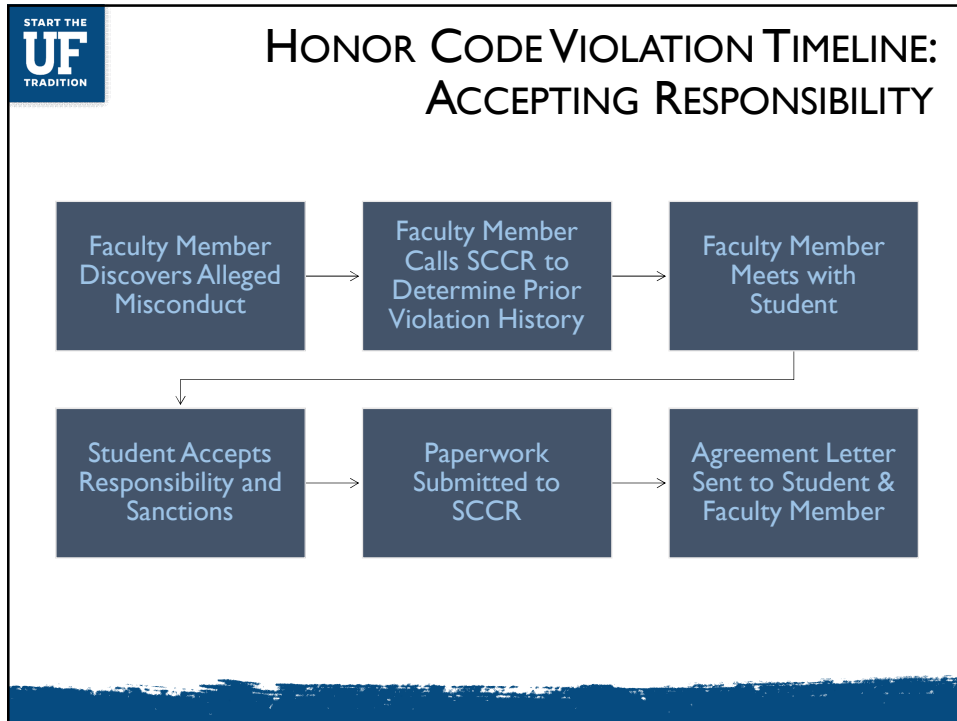 START THE
UF
TRADITION
HONOR CODE VIOLATION TIMELINE:
ACCEPTING RESPONSIBILITY
Faculty Member
Discovers Alleged
Misconduct
Faculty Member
Calls SCCR to
Determine Prior
Violation History
Faculty Member
Meets with
Student
Student Accepts
Responsibility and
Sanctions
Paperwork
Submitted to
SCCR
Agreement Letter
Sent to Student &
Faculty Member